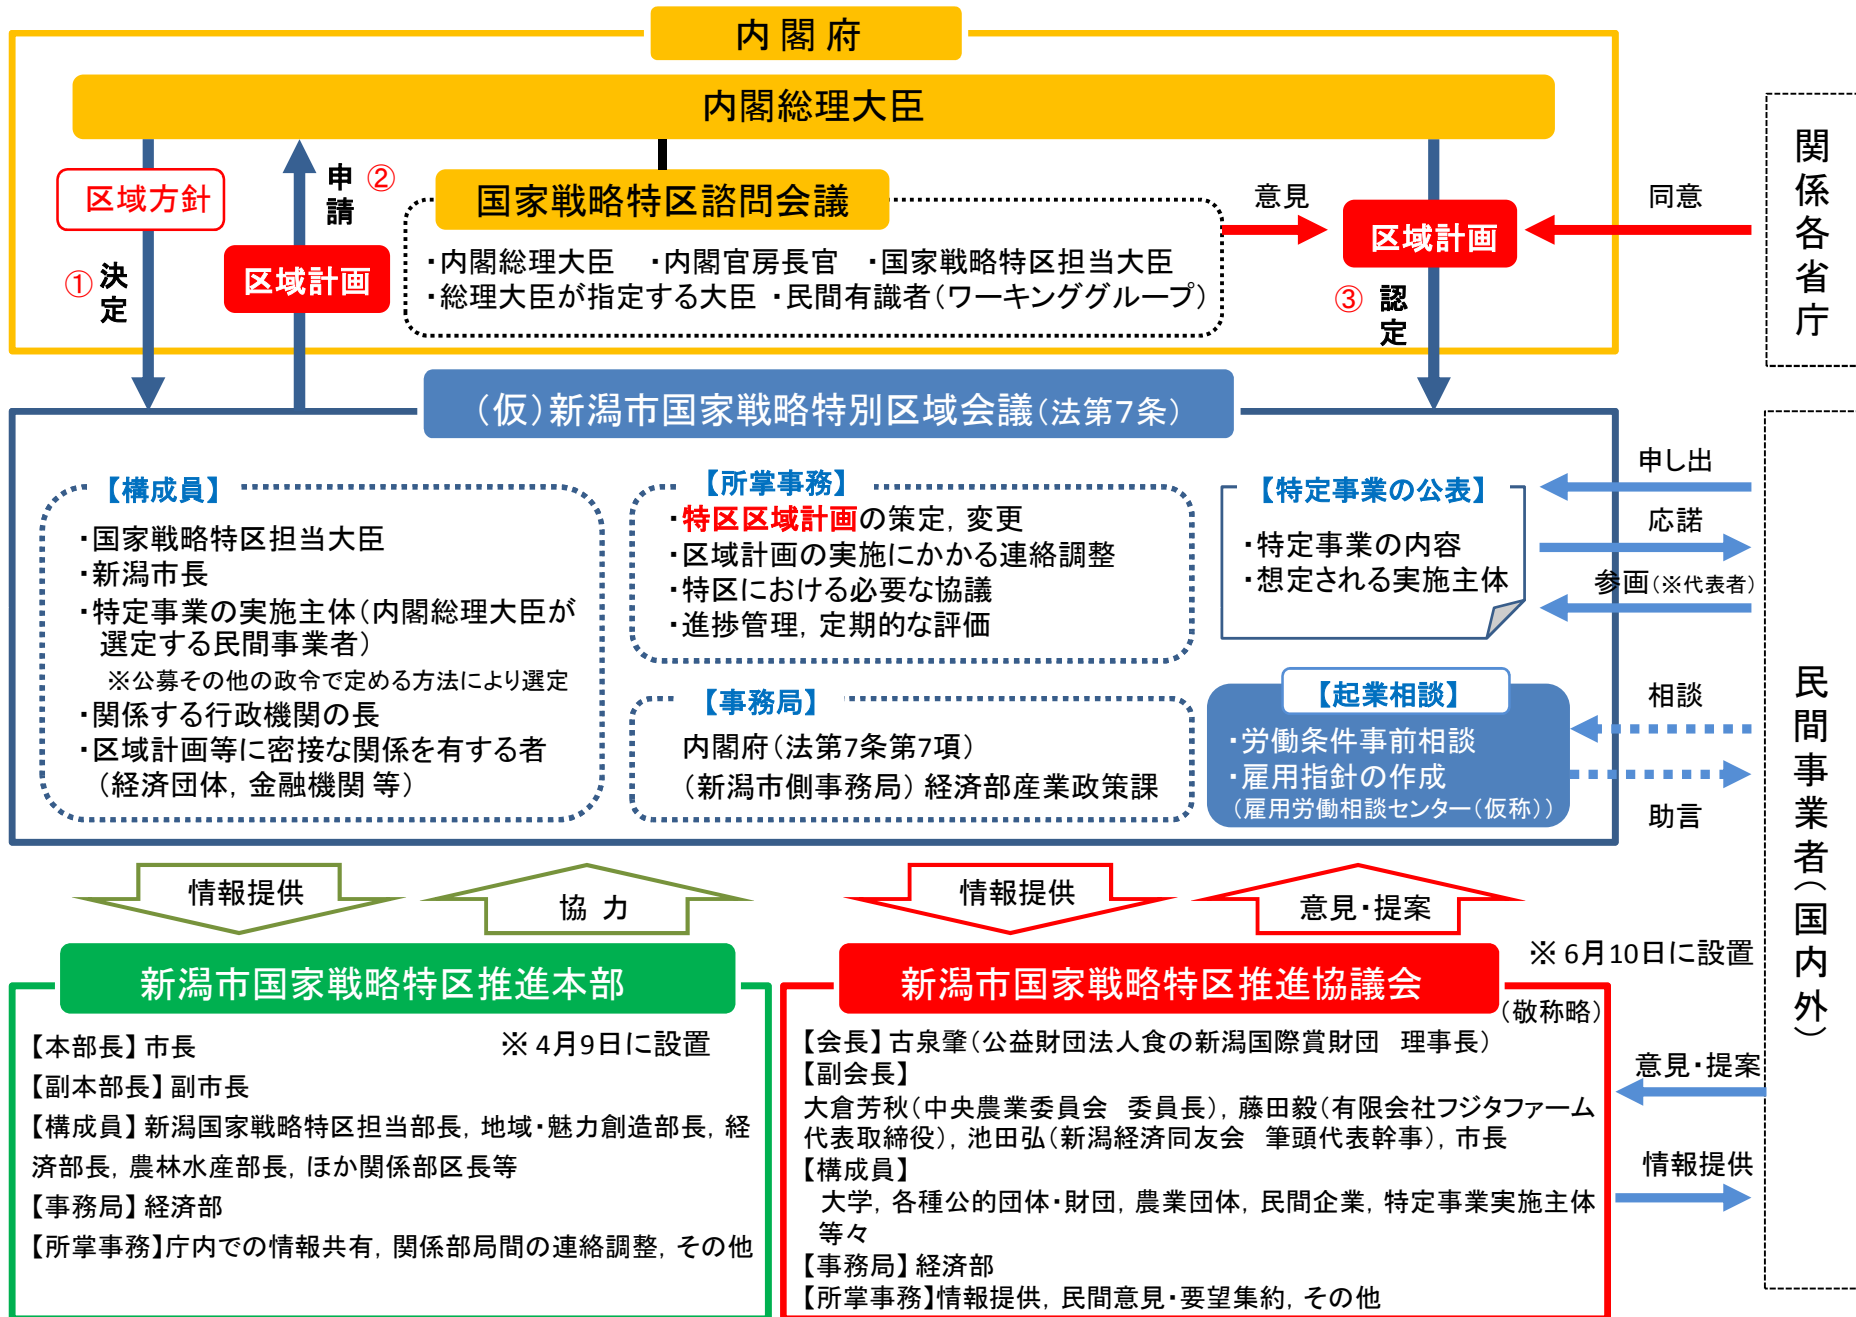 内閣府
内閣総理大臣
区域方針
① 決定
申請 ②
区域計画
国家戦略特区諮問会議
・内閣総理大臣 ・内閣官房長官 ・国家戦略特区担当大臣
・総理大臣が指定する大臣 ・民間有識者(ワーキンググループ)
意見
区域計画
③ 認定
同意
関係各省庁
(仮)新潟市国家戦略特別区域会議(法第7条)
【構成員】
・国家戦略特区担当大臣
・新潟市長
・特定事業の実施主体(内閣総理大臣が
選定する民間事業者)
※公募その他の政令で定める方法により選定
・関係する行政機関の長
・区域計画等に密接な関係を有する者
(経済団体, 金融機関 等)
【所掌事務】
・特区区域計画の策定, 変更
・区域計画の実施にかかる連絡調整
・特区における必要な協議
・進捗管理, 定期的な評価
【事務局】
内閣府(法第7条第7項)
(新潟市側事務局) 経済部産業政策課
【特定事業の公表】
・特定事業の内容
・想定される実施主体
【起業相談】
・労働条件事前相談
・雇用指針の作成
(雇用労働相談センター(仮称))
申し出
応諾
参画(※代表者)
相談
助言
民間事業者(国内外)
情報提供
協 力
情報提供
意見・提案
新潟市国家戦略特区推進本部
※ 4月9日に設置
【本部長】 市長
【副本部長】 副市長
【構成員】 新潟国家戦略特区担当部長, 地域・魅力創造部長, 経
済部長, 農林水産部長, ほか関係部区長等
【事務局】 経済部
【所掌事務】庁内での情報共有, 関係部局間の連絡調整, その他
※ 6月10日に設置
新潟市国家戦略特区推進協議会
(敬称略)
【会長】 古泉肇(公益財団法人食の新潟国際賞財団 理事長)
【副会長】
大倉芳秋(中央農業委員会 委員長), 藤田毅(有限会社フジタファーム
代表取締役), 池田弘(新潟経済同友会 筆頭代表幹事), 市長
【構成員】
大学, 各種公的団体・財団, 農業団体, 民間企業, 特定事業実施主体
等々
【事務局】 経済部
【所掌事務】情報提供, 民間意見・要望集約, その他
意見・提案
情報提供